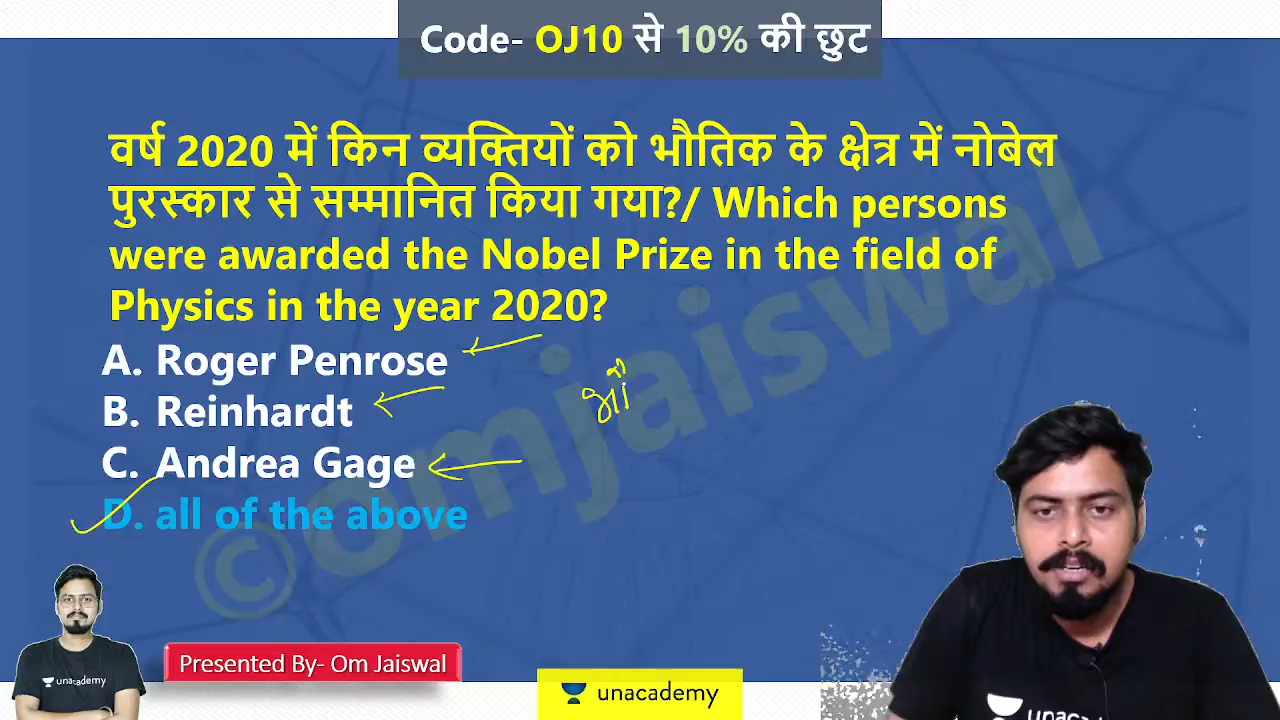 Code- OJ10 से 10% की छुट
वर्ष 2020 में किन व्यक्तियों को भौतिक के क्षेत्र में नोबेल
पुरस्कार से सम्मानित किया गया?/ Which persons
were awarded the Nobel Prize in the field of
Physics in the year 2020?
A. Roger Penrose
B. Reinhardt
C. Andrea Gage
D. all of the above
©omjaiswal
unacademy
Presented By- Om Jaiswal
unacademy